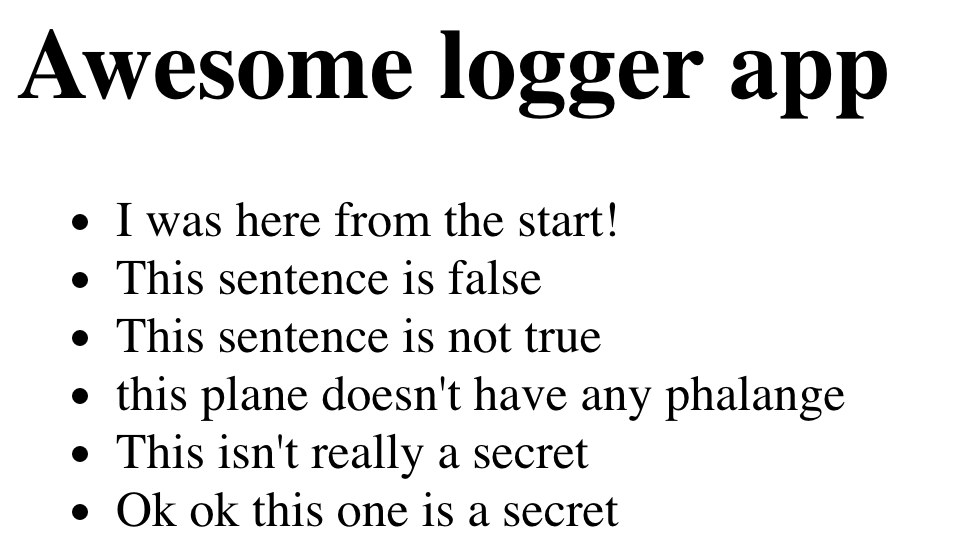 Awesome logger app
I was here from the start!
This sentence is false
This sentence is not true
this plane doesn't have any phalange
This isn't really a secret
Ok ok this one is a secret